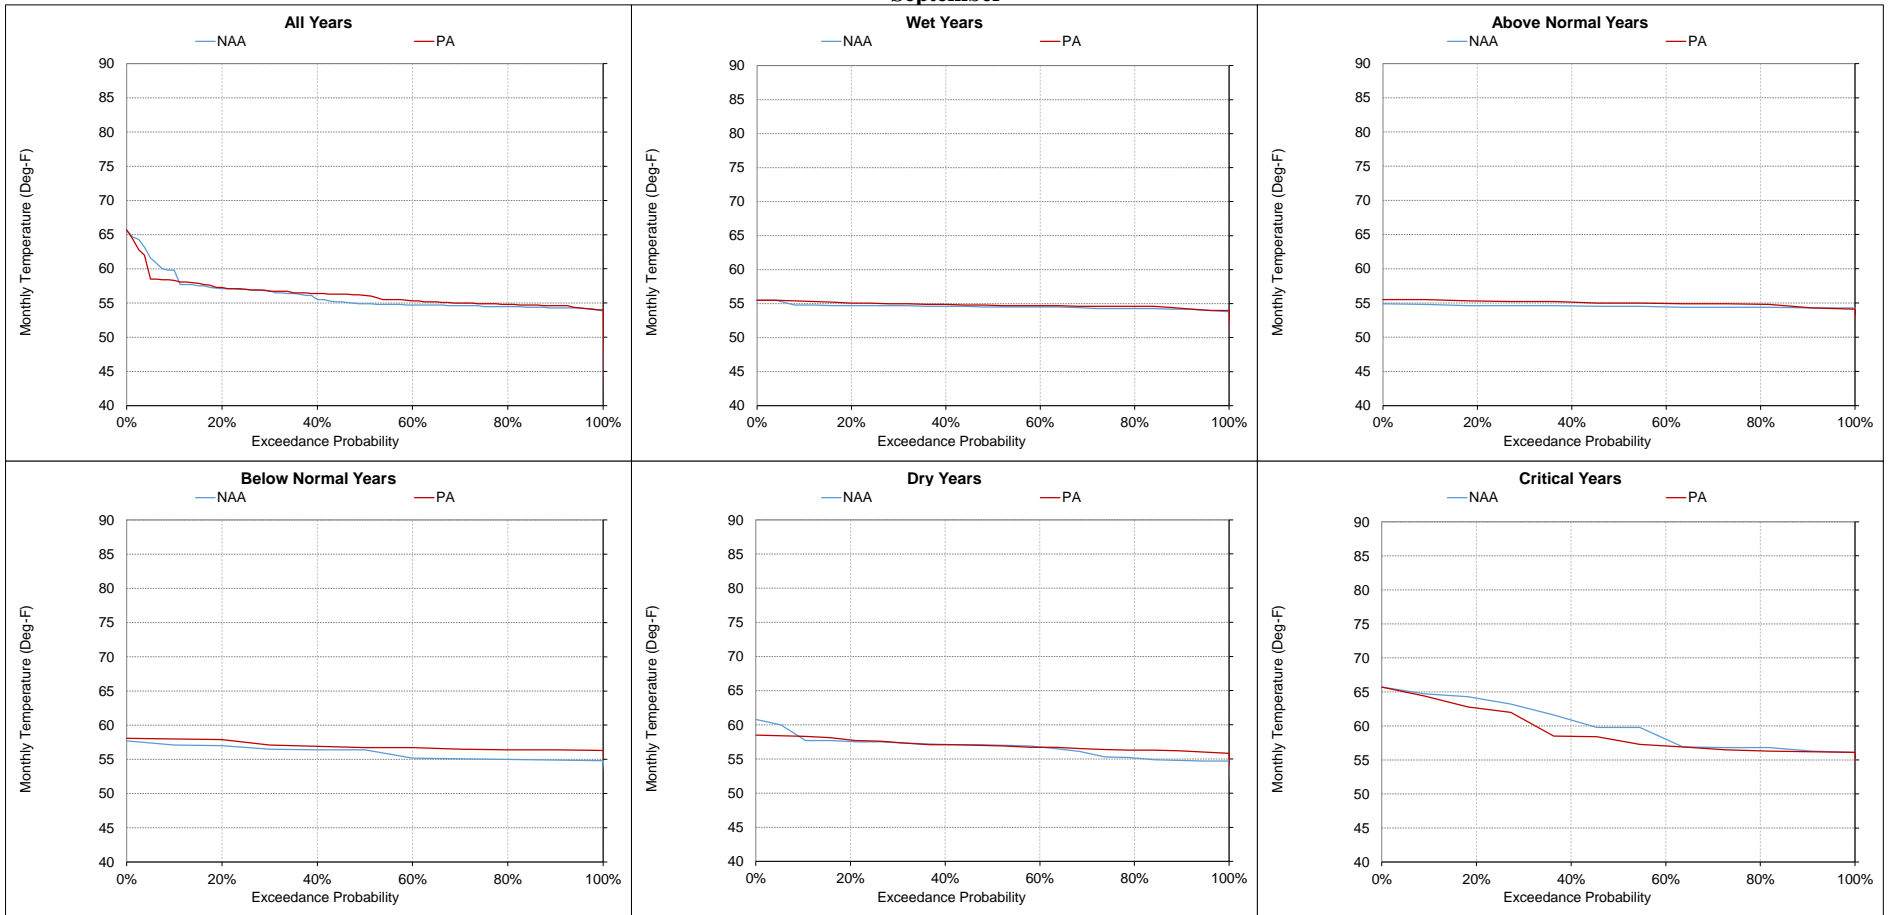 September
All Years
NAA PA
90
85
80
75
70
65
60
55
50
45
40
Monthly Temperature (Deg-F)
0% 20% 40% 60% 80% 100%
Exceedance Probability
Wet Years
NAA PA
90
85
80
75
70
65
60
55
50
45
40
Monthly Temperature (Deg-F)
0% 20% 40% 60% 80% 100%
Exceedance Probability
Above Normal Years
NAA PA
90
85
80
75
70
65
60
55
50
45
40
Monthly Temperature (Deg-F)
0% 20% 40% 60% 80% 100%
Exceedance Probability
Below Normal Years
NAA PA
90
85
80
75
70
65
60
55
50
45
40
Monthly Temperature (Deg-F)
0% 20% 40% 60% 80% 100%
Exceedance Probability
Dry Years
NAA PA
90
85
80
75
70
65
60
55
50
45
40
Monthly Temperature (Deg-F)
0% 20% 40% 60% 80% 100%
Exceedance Probability
Critical Years
NAA PA
90
85
80
75
70
65
60
55
50
45
40
Monthly Temperature (Deg-F)
0% 20% 40% 60% 80% 100%
Exceedance Probability